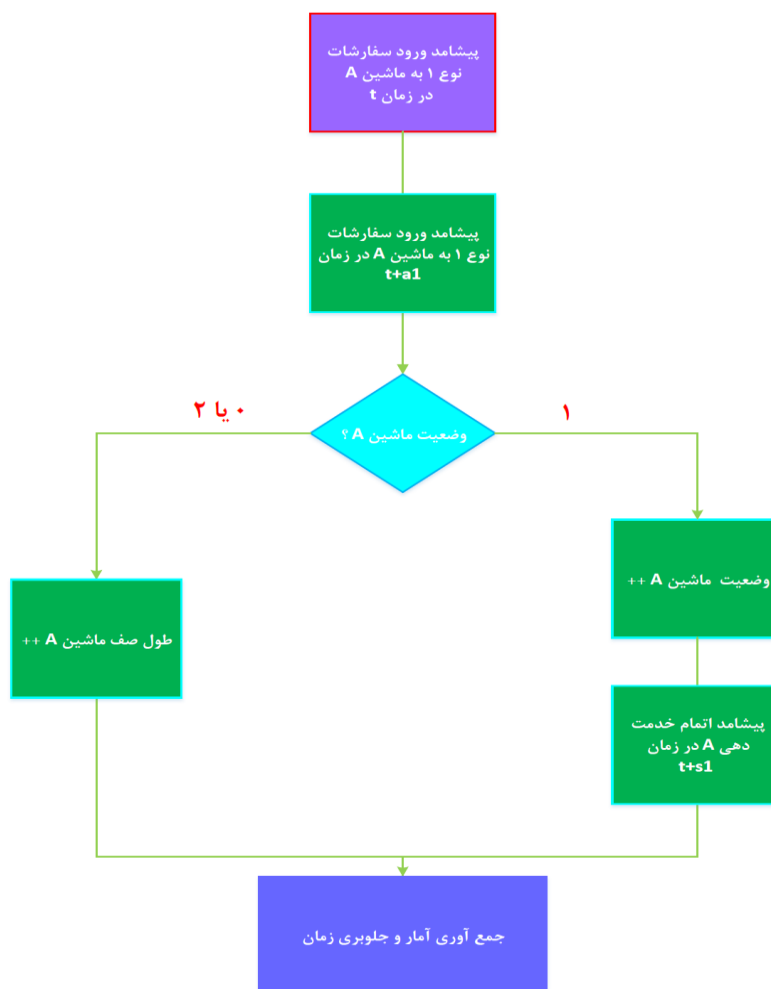 پیشامد ورود سفارشات
نوع ۱ به ماشین A
در زمان t
پیشامد ورود سفارشات
نوع ۱ به ماشین A در زمان
t+a1
وضعیت ماشین A ؟
۱
۰ یا ۲
وضعیت ماشین A ++
طول صف ماشین A ++
پیشامد اتمام خدمت
دهی A در زمان
t+s1
جمع آوری آمار و جلوبری زمان